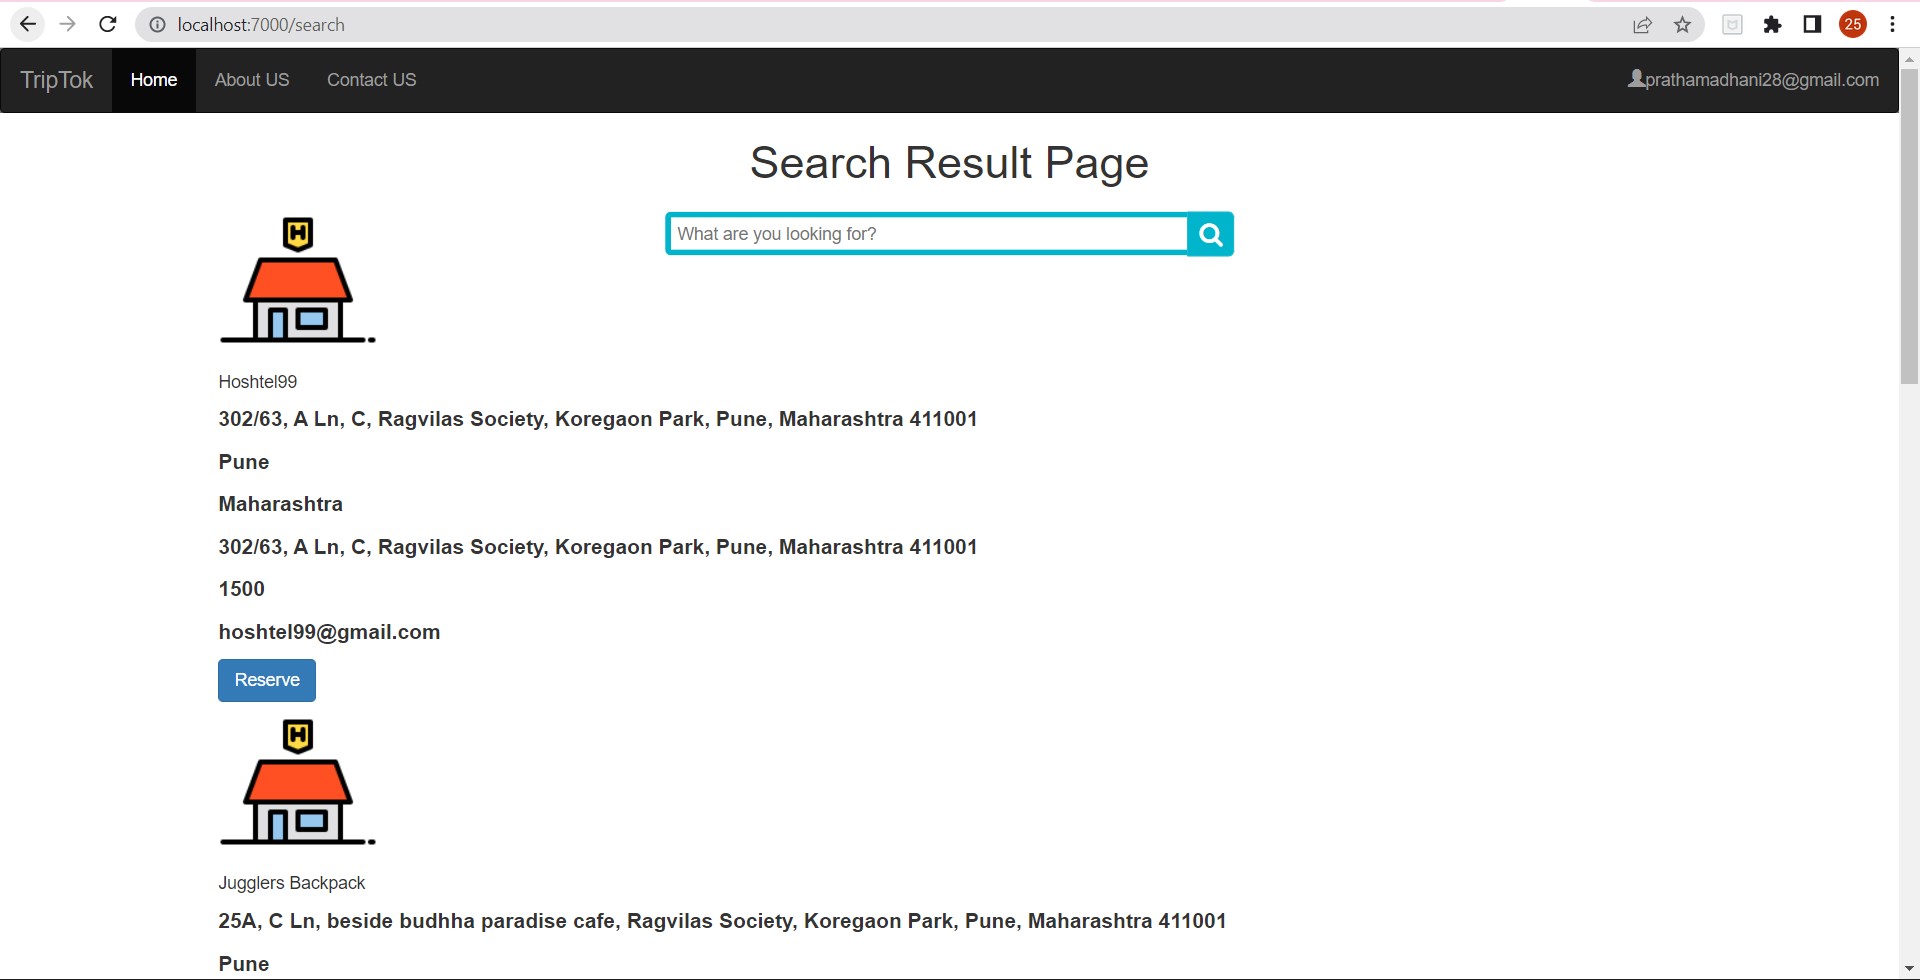 localhost:7000/search
25
TripTok Home About US Contact US prathamadhani28@gmail.com
Search Result Page
What are you looking for?
H
Hoshtel99
302/63, A Ln, C, Ragvilas Society, Koregaon Park, Pune, Maharashtra 411001
Pune
Maharashtra
302/63, A Ln, C, Ragvilas Society, Koregaon Park, Pune, Maharashtra 411001
1500
hoshtel99@gmail.com
Reserve
H
Jugglers Backpack
25A, C Ln, beside budhha paradise cafe, Ragvilas Society, Koregaon Park, Pune, Maharashtra 411001
Pune